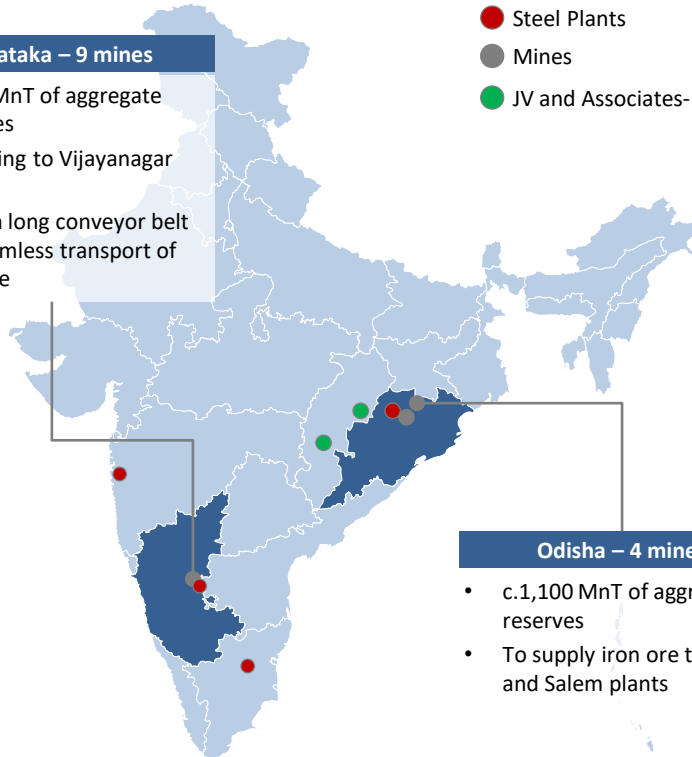 Steel Plants
Mines
JV and Associates-
ataka – 9 mines
MnT of aggregate
es
ing to Vijayanagar
long conveyor belt
mless transport of
e
Odisha – 4 mine
• c.1,100 MnT of aggr
reserves
• To supply iron ore t
and Salem plants